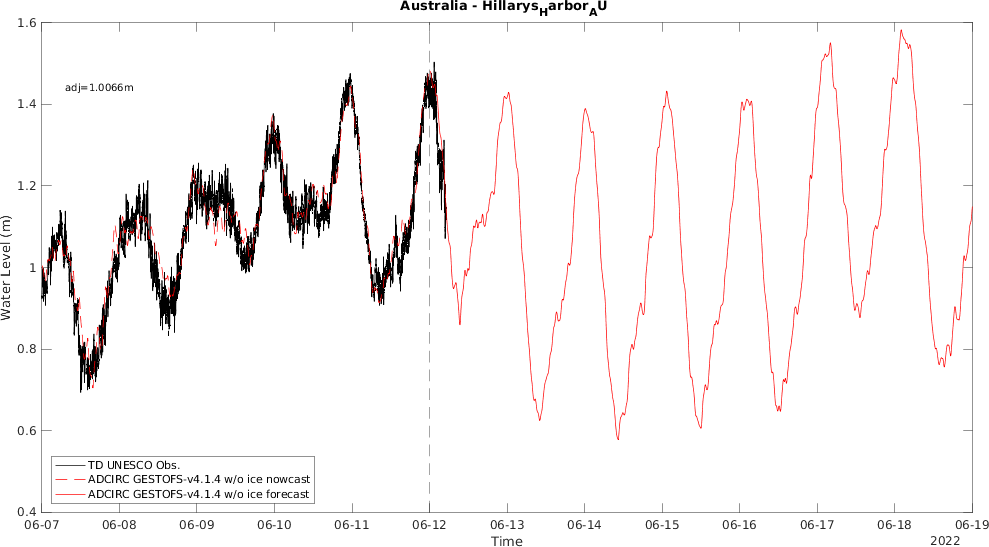 Australia - Hillarys_Harbor_AU
1.6
adj=1.0066m
1.4
1.2
1
0.8
0.6
0.4
Water Level (m)
TD UNESCO Obs.
ADCIRC GESTOFS-v4.1.4 w/o ice nowcast
ADCIRC GESTOFS-v4.1.4 w/o ice forecast
06-07 06-08 06-09 06-10 06-11 06-12 06-13 06-14 06-15 06-16 06-17 06-18 06-19
Time
2022